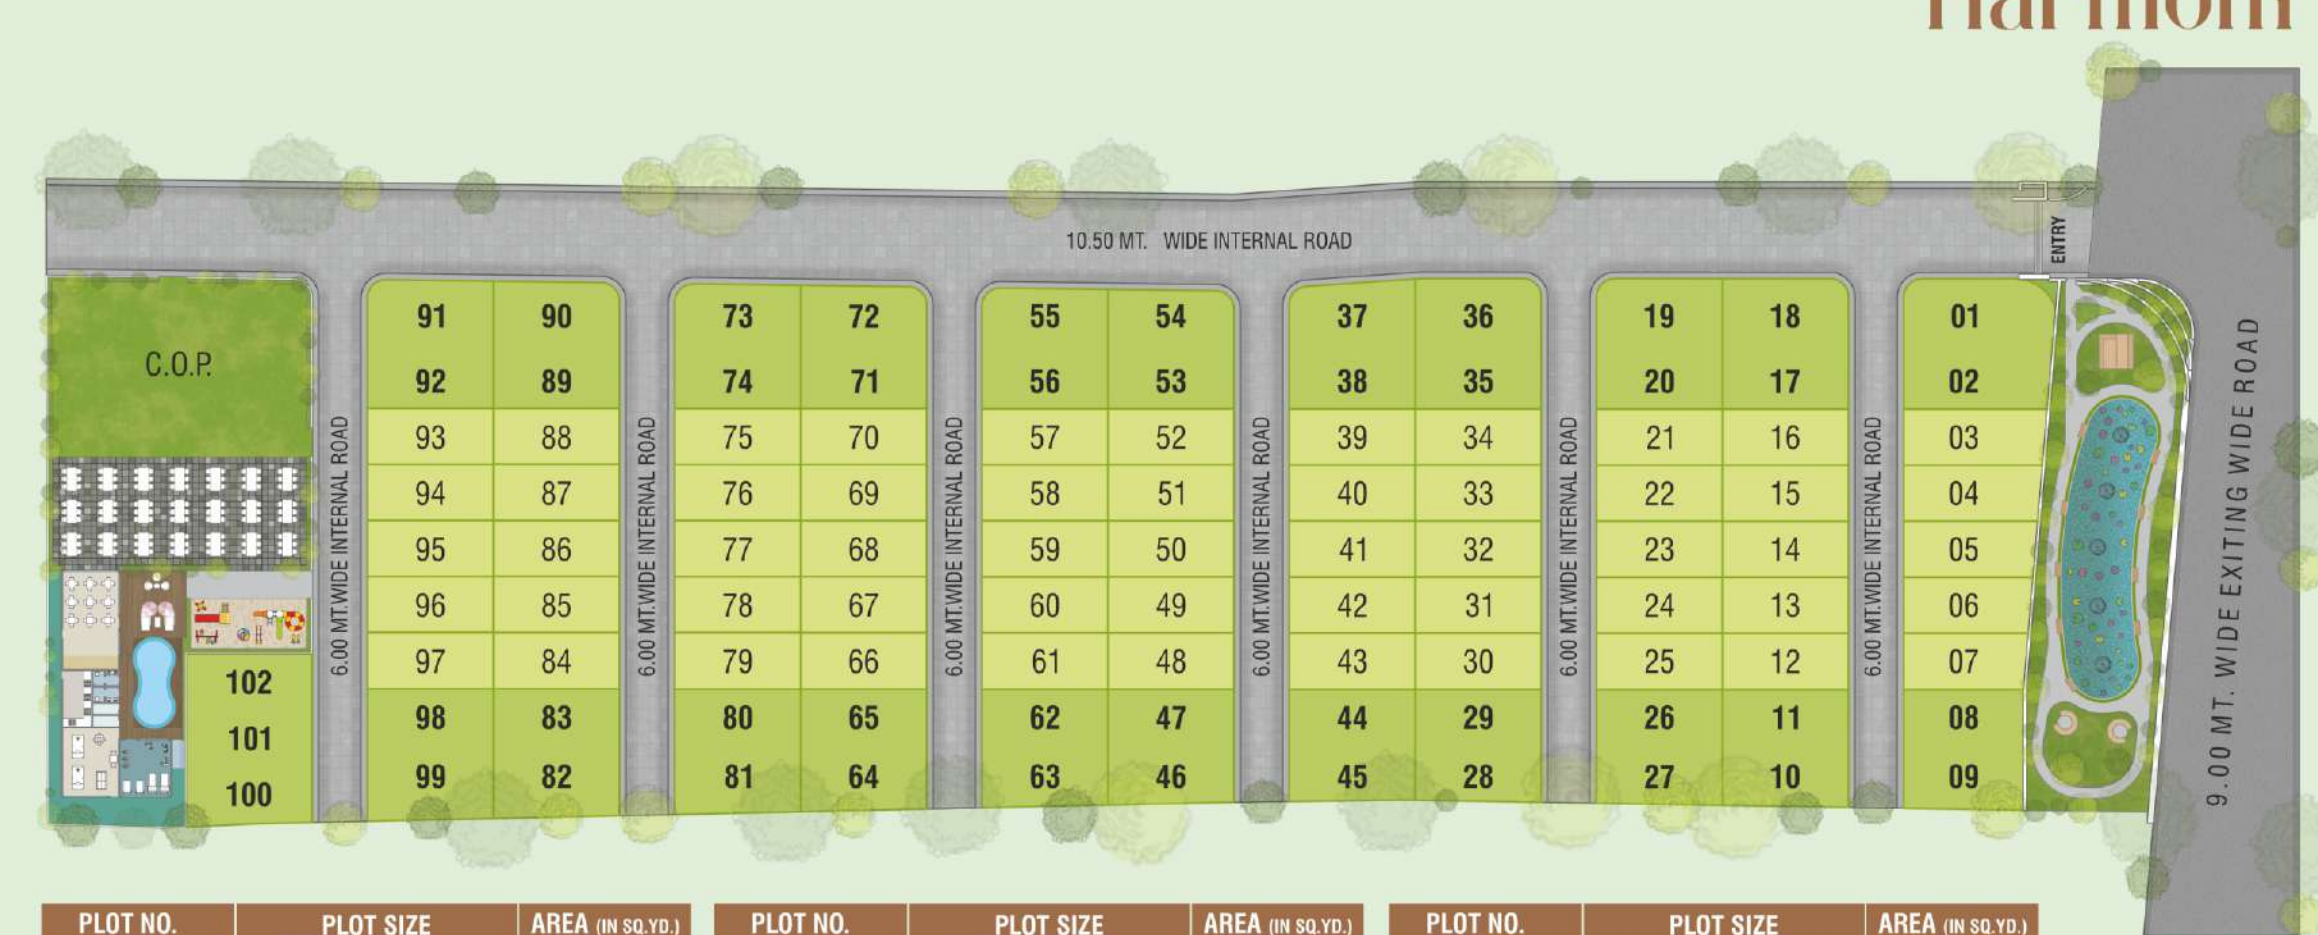 Harmoni
10.50 MT. WIDE INTERNAL ROAD
ENTRY
C.O.P.
91 90 73 72 55 54 37 36 19 18 01
92 89 74 71 56 53 38 35 20 17 02
93 88 75 70 57 52 39 34 21 16 03
94 87 76 69 58 51 40 33 22 15 04
95 86 77 68 59 50 41 32 23 14 05
96 85 78 67 60 49 42 31 24 13 06
97 84 79 66 61 48 43 30 25 12 07
102
98 83 80 65 62 47 44 29 26 11 08
101
99 82 81 64 63 46 45 28 27 10 09
100
6.00 MT.WIDE INTERNAL ROAD
6.00 MT.WIDE INTERNAL ROAD
6.00 MT.WIDE INTERNAL ROAD
6.00 MT.WIDE INTERNAL ROAD
6.00 MT.WIDE INTERNAL ROAD
6.00 MT.WIDE INTERNAL ROAD
9.00 MT. WIDE EXITING WIDE ROAD
PLOT NO. PLOT SIZE AREA (IN SQ.YD.) PLOT NO. PLOT SIZE AREA (IN SQ.YD.) PLOT NO. PLOT SIZE AREA (IN SQ.YD.)